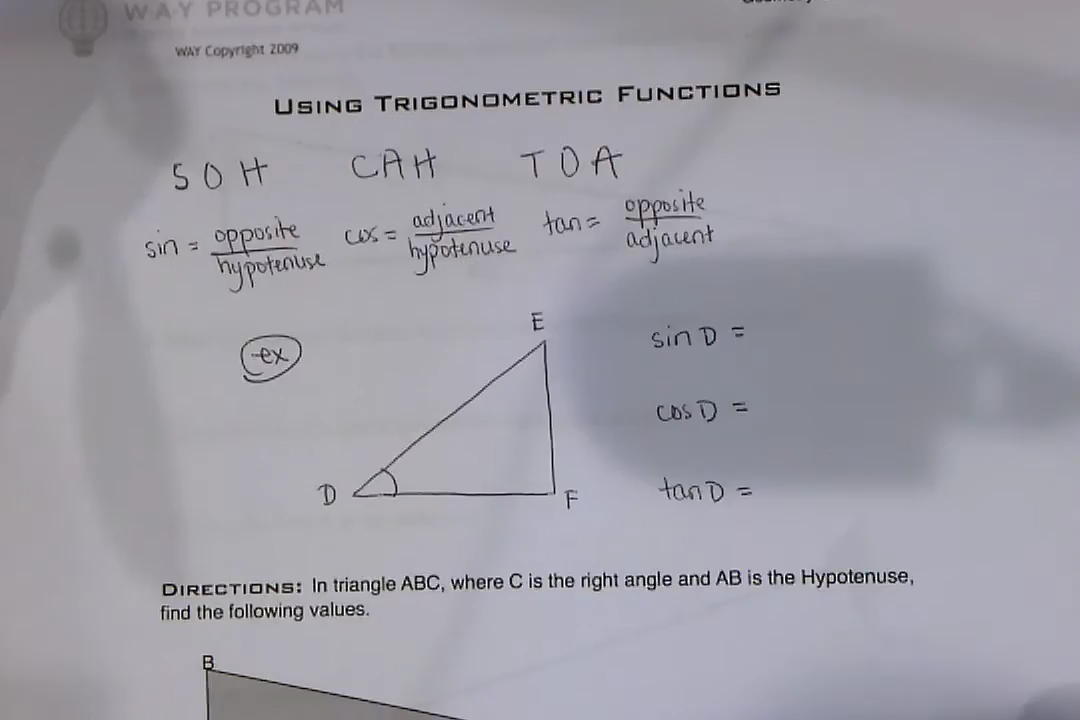 WAY PROGRAM
WAY Copyright 2009
USING TRIGONOMETRIC FUNCTIONS
SOH CAH TOA
sin = opposite/hypotenuse cos = adjacent/hypotenuse tan = opposite/adjacent
ex
E
sin D =
cos D =
D
F
tan D =
DIRECTIONS: In triangle ABC, where C is the right angle and AB is the Hypotenuse,
find the following values.
B